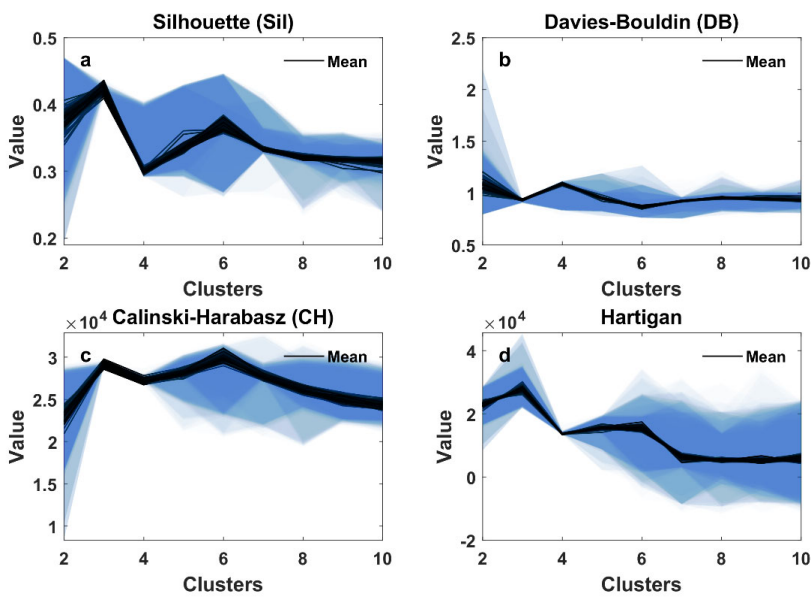 Silhouette (Sil)
a
Mean
0.5
0.4
0.3
0.2
Value
2 4 6 8 10
Clusters
Davies-Bouldin (DB)
b
Mean
2.5
2
1.5
1
0.5
Value
2 4 6 8 10
Clusters
× 10⁴ Calinski-Harabasz (CH)
c
Mean
3
2.5
2
1.5
1
Value
2 4 6 8 10
Clusters
× 10⁴ Hartigan
d
Mean
4
2
0
-2
Value
2 4 6 8 10
Clusters